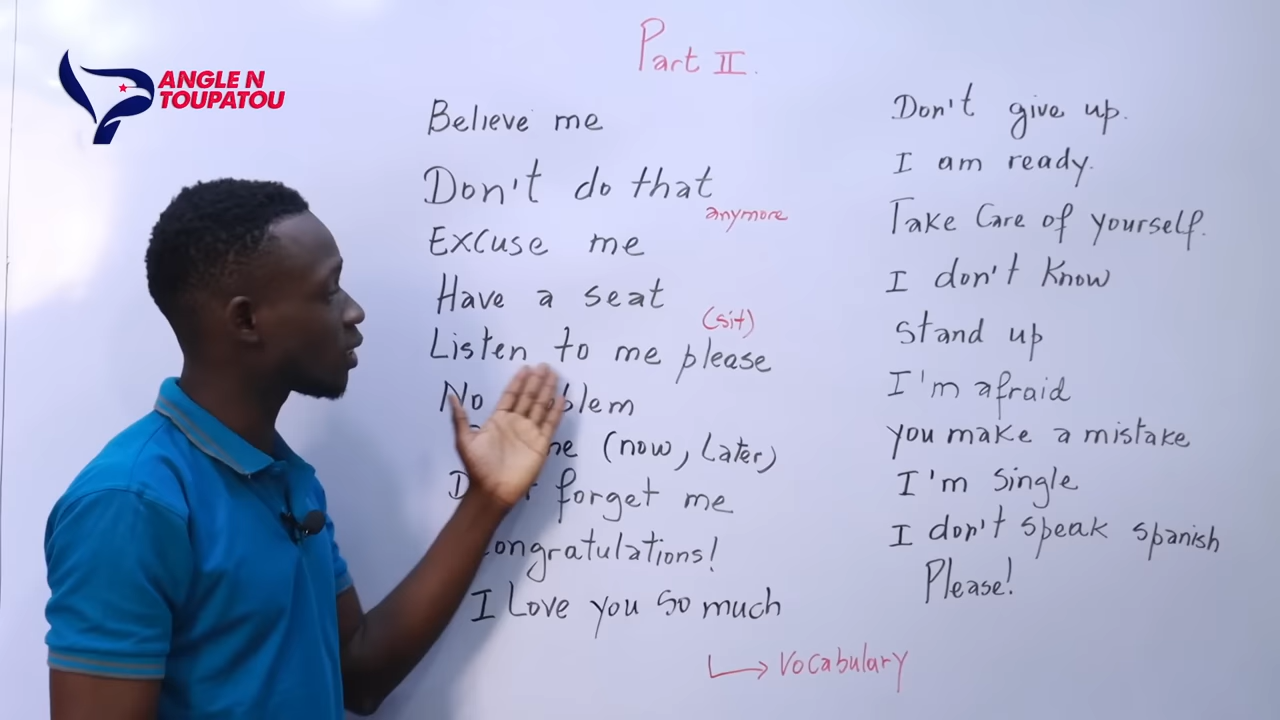 ANGLE N
TOUPATOU
Part II.
Believe me
Don't do that
anymore
Excuse me
Have a seat
(sit)
Listen to me please
No
(now, Later)
forget me
Congratulations!
I Love you so much
Don't give up.
I am ready.
Take Care of yourself.
I don't Know
Stand up
I'm afraid
you make a mistake
I'm single
I don't speak spanish
Please!
Vocabulary